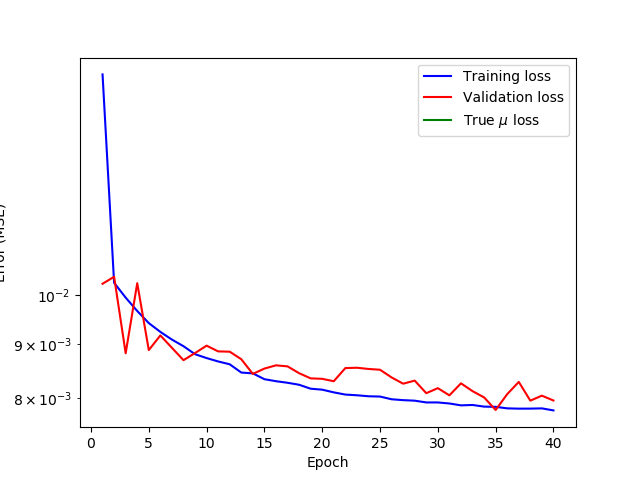 Training loss
Validation loss
True μ loss
Error (MSE)
10⁻²
9 × 10⁻³
8 × 10⁻³
0 5 10 15 20 25 30 35 40
Epoch